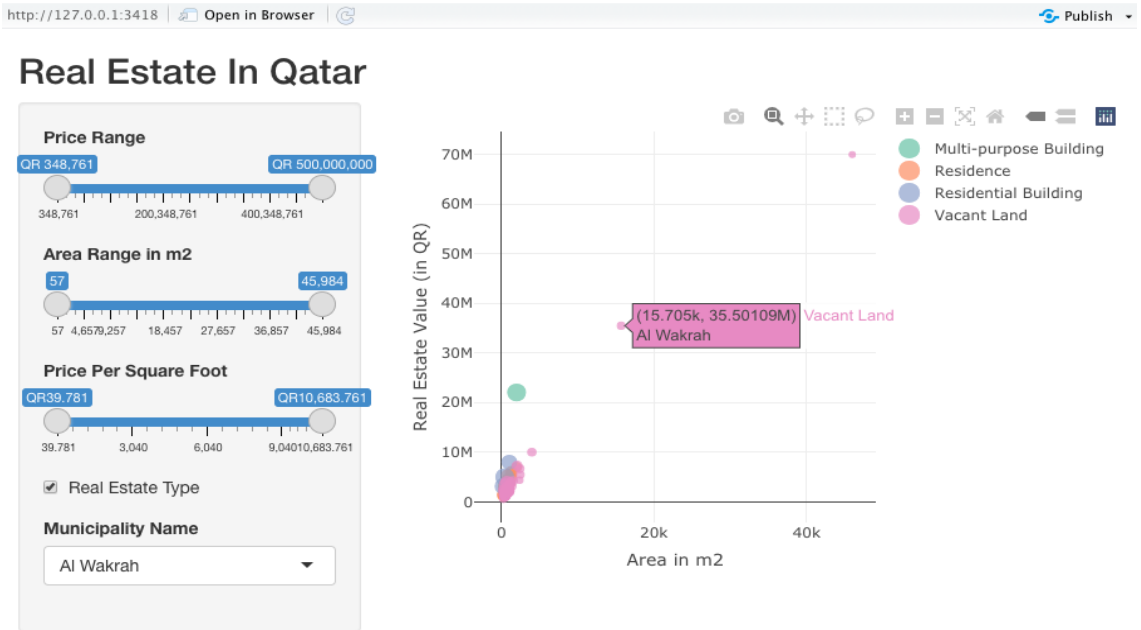 http://127.0.0.1:3418 Open in Browser Publish
Real Estate In Qatar
Price Range
QR 348,761 QR 500,000,000
348,761 200,348,761 400,348,761
Area Range in m2
57 45,984
57 4,657 9,257 18,457 27,657 36,857 45,984
Price Per Square Foot
QR39.781 QR10,683.761
39.781 3,040 6,040 9,040 10,683.761
Real Estate Type
Municipality Name
Al Wakrah
Real Estate Value (in QR)
70M
60M
50M
40M
30M
20M
10M
0
0 20k 40k
Area in m2
(15.705k, 35.50109M) Vacant Land
Al Wakrah
Multi-purpose Building
Residence
Residential Building
Vacant Land